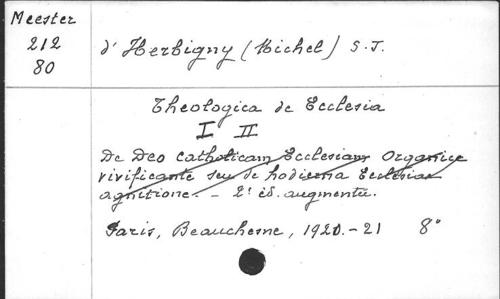 Meester
212
80
d'Herbigny (Michel) S.J.
Theologica de Ecclesia
I II
De Deo catholicam Ecclesiam Organice
vivificante seu de hodierna Ecclesiae
agnitione. - 2e éd. augmentée.
Paris, Beauchesne, 1920.-21 8°